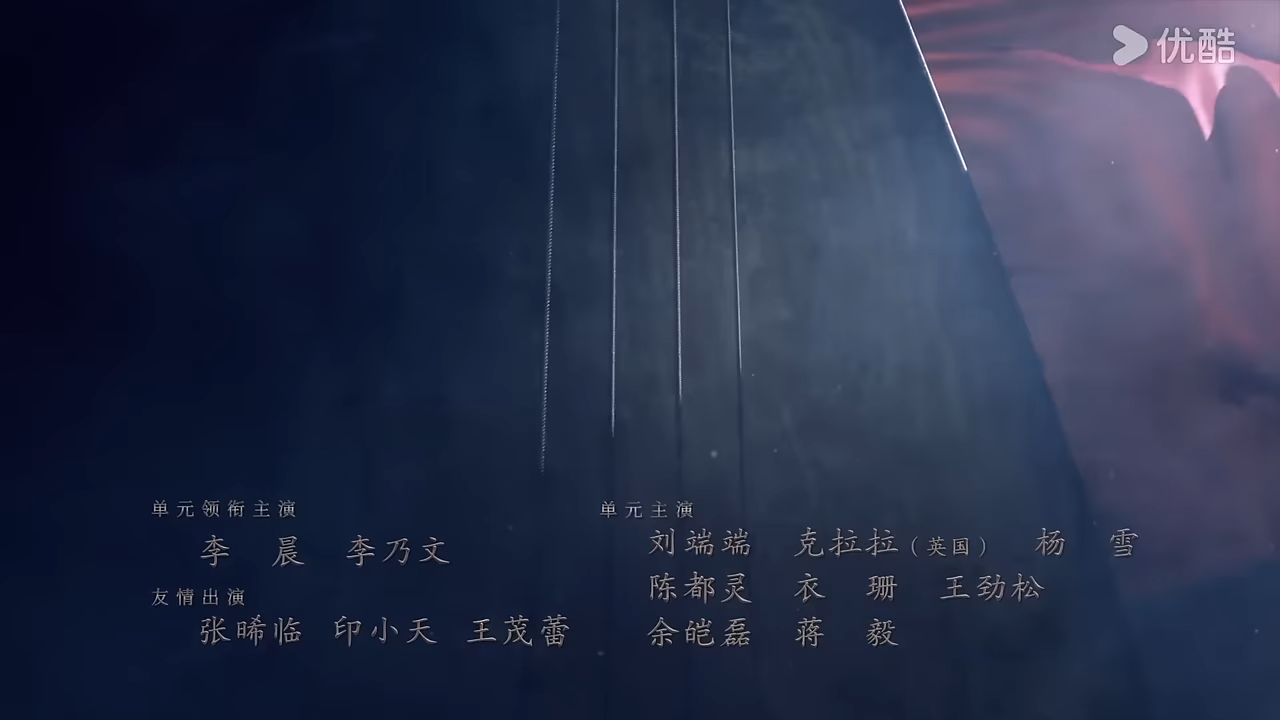 优酷
单元领衔主演
李 晨 李乃文
友情出演
张晞临 印小天 王茂蕾
单元主演
刘端端 克拉拉（英国） 杨 雪
陈都灵 衣 珊 王劲松
余皑磊 蒋 毅